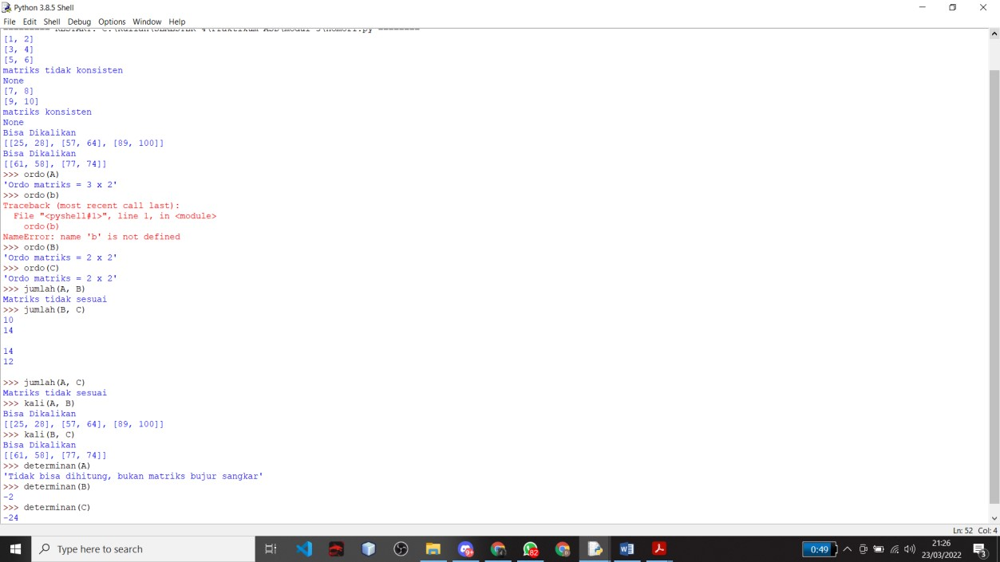 Python 3.8.5 Shell
File Edit Shell Debug Options Window Help
========= RESTART: C:\Kuliah\SEMESTER 4\Praktikum ASD\modul 5\nomor1.py ========
[1, 2]
[3, 4]
[5, 6]
matriks tidak konsisten
None
[7, 8]
[9, 10]
matriks konsisten
None
Bisa Dikalikan
[[25, 28], [57, 64], [89, 100]]
Bisa Dikalikan
[[61, 58], [77, 74]]
>>> ordo(A)
'Ordo matriks = 3 x 2'
>>> ordo(b)
Traceback (most recent call last):
  File "<pyshell#1>", line 1, in <module>
    ordo(b)
NameError: name 'b' is not defined
>>> ordo(B)
'Ordo matriks = 2 x 2'
>>> ordo(C)
'Ordo matriks = 2 x 2'
>>> jumlah(A, B)
Matriks tidak sesuai
>>> jumlah(B, C)
10
14

14
12

>>> jumlah(A, C)
Matriks tidak sesuai
>>> kali(A, B)
Bisa Dikalikan
[[25, 28], [57, 64], [89, 100]]
>>> kali(B, C)
Bisa Dikalikan
[[61, 58], [77, 74]]
>>> determinan(A)
'Tidak bisa dihitung, bukan matriks bujur sangkar'
>>> determinan(B)
-2
>>> determinan(C)
-24
Ln: 52 Col: 4
Type here to search
9+
82
0:49
21:26
23/03/2022
3